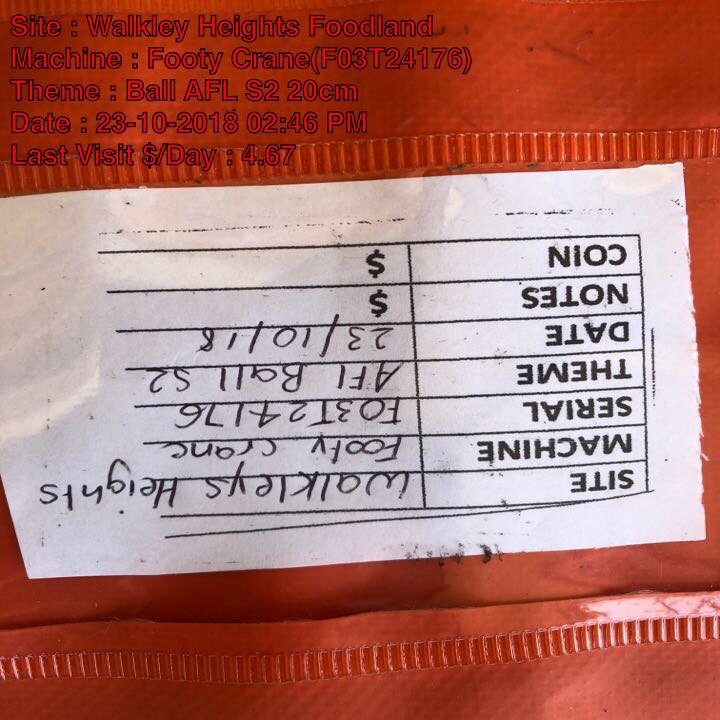 Site : Walkley Heights Foodland
Machine : Footy Crane(F03T24176)
Theme : Ball AFL S2 20cm
Date : 23-10-2018 02:46 PM
Last Visit $/Day : 4.67
SITE Walkleys Heights
MACHINE Footy crane
SERIAL F03T24176
THEME AFL Ball S2
DATE 23/10/18
NOTES $
COIN $